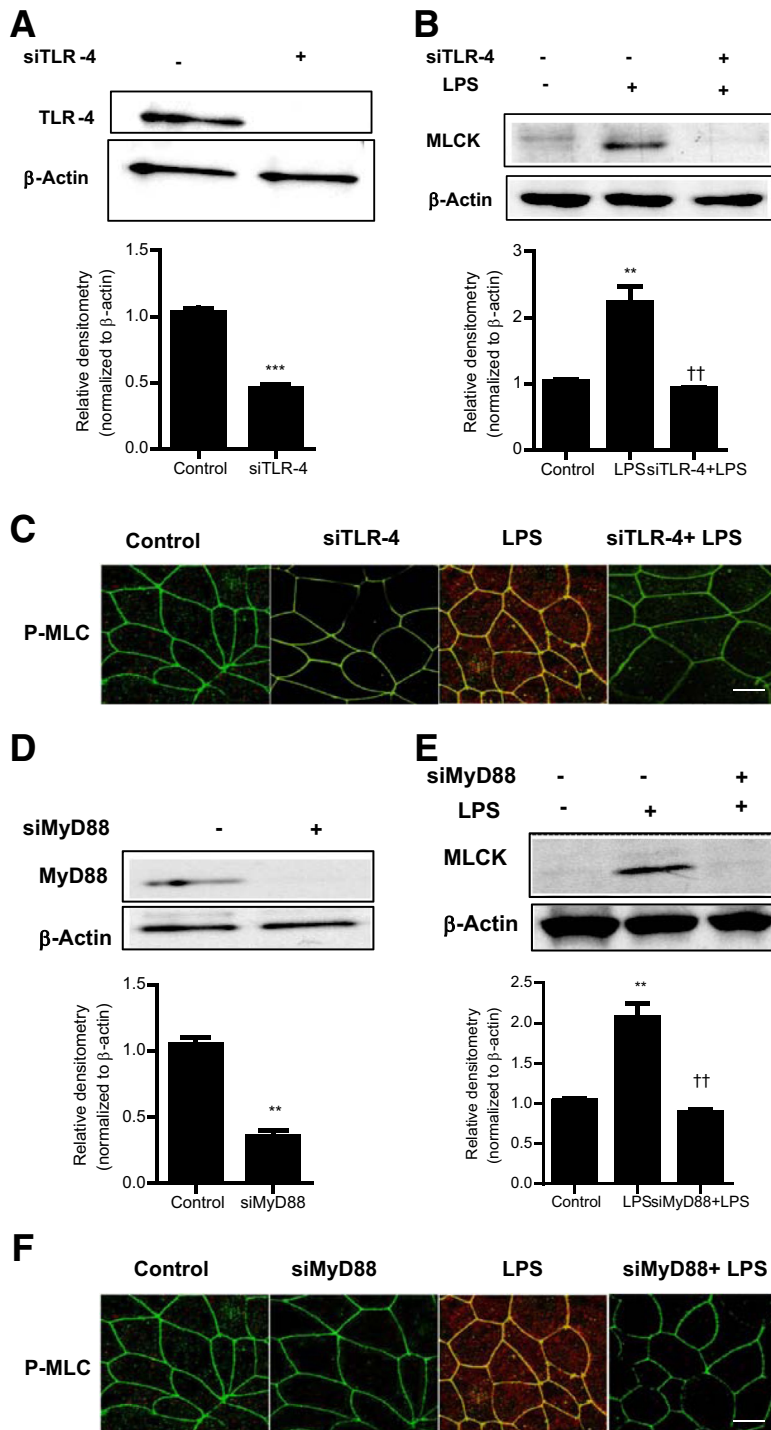 A
siTLR-4 - +
TLR-4
β-Actin
Relative densitometry
(normalized to β-actin)
1.5
1.0
0.5
0.0
***
Control siTLR-4
B
siTLR-4 - - +
LPS - + +
MLCK
β-Actin
Relative densitometry
(normalized to β-actin)
3
2
1
0
**
††
Control LPS siTLR-4+LPS
C
Control siTLR-4 LPS siTLR-4+ LPS
P-MLC
D
siMyD88 - +
MyD88
β-Actin
Relative densitometry
(normalized to β-actin)
1.5
1.0
0.5
0.0
**
Control siMyD88
E
siMyD88 - - +
LPS - + +
MLCK
β-Actin
Relative densitometry
(normalized to β-actin)
2.5
2.0
1.5
1.0
0.5
0.0
**
††
Control LPS siMyD88+LPS
F
Control siMyD88 LPS siMyD88+ LPS
P-MLC